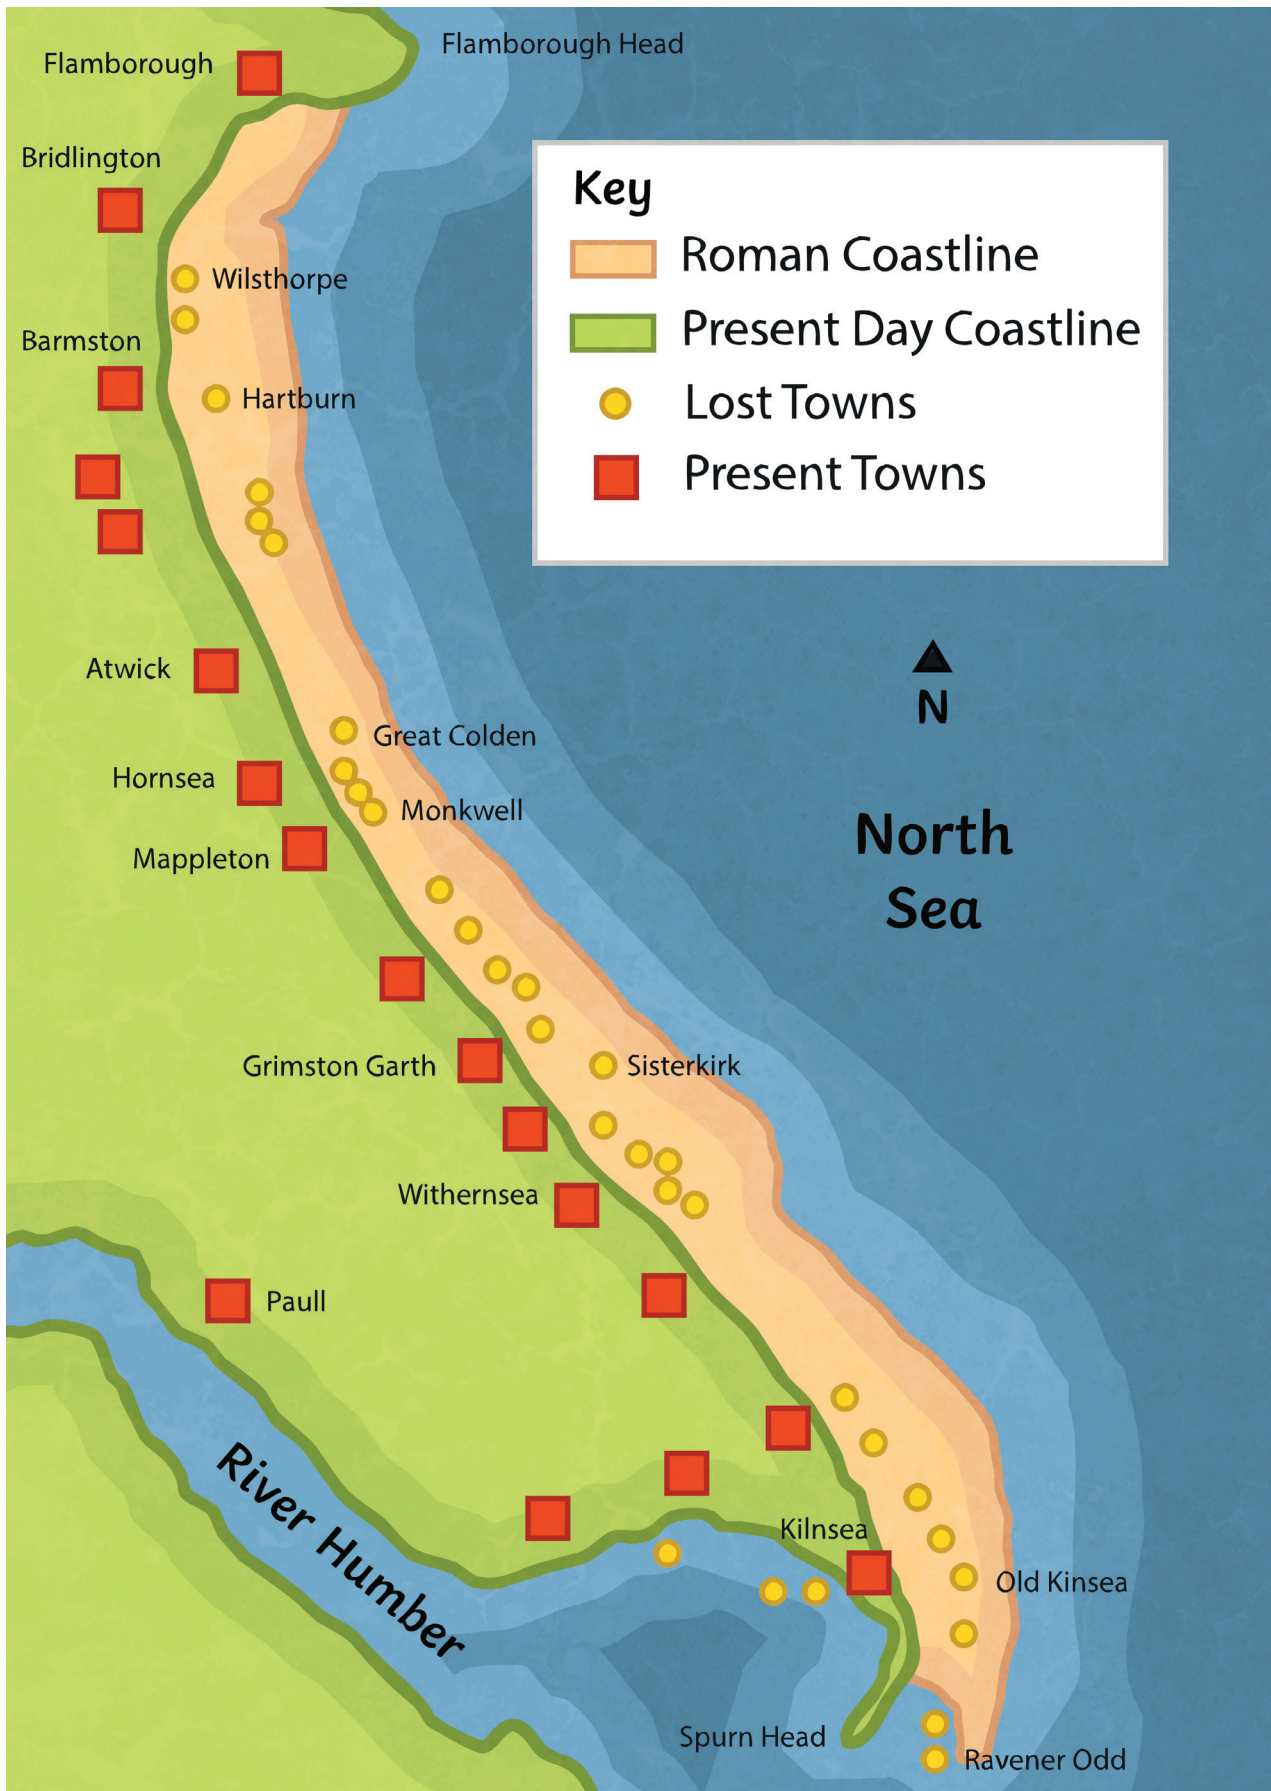 Flamborough Head
Flamborough
Bridlington
Key
Roman Coastline
Present Day Coastline
Lost Towns
Present Towns
Wilsthorpe
Barmston
Hartburn
Atwick
N
Great Colden
Hornsea
Monkwell
Mappleton
North
Sea
Grimston Garth
Sisterkirk
Withernsea
Paull
River Humber
Kilnsea
Old Kinsea
Spurn Head
Ravener Odd